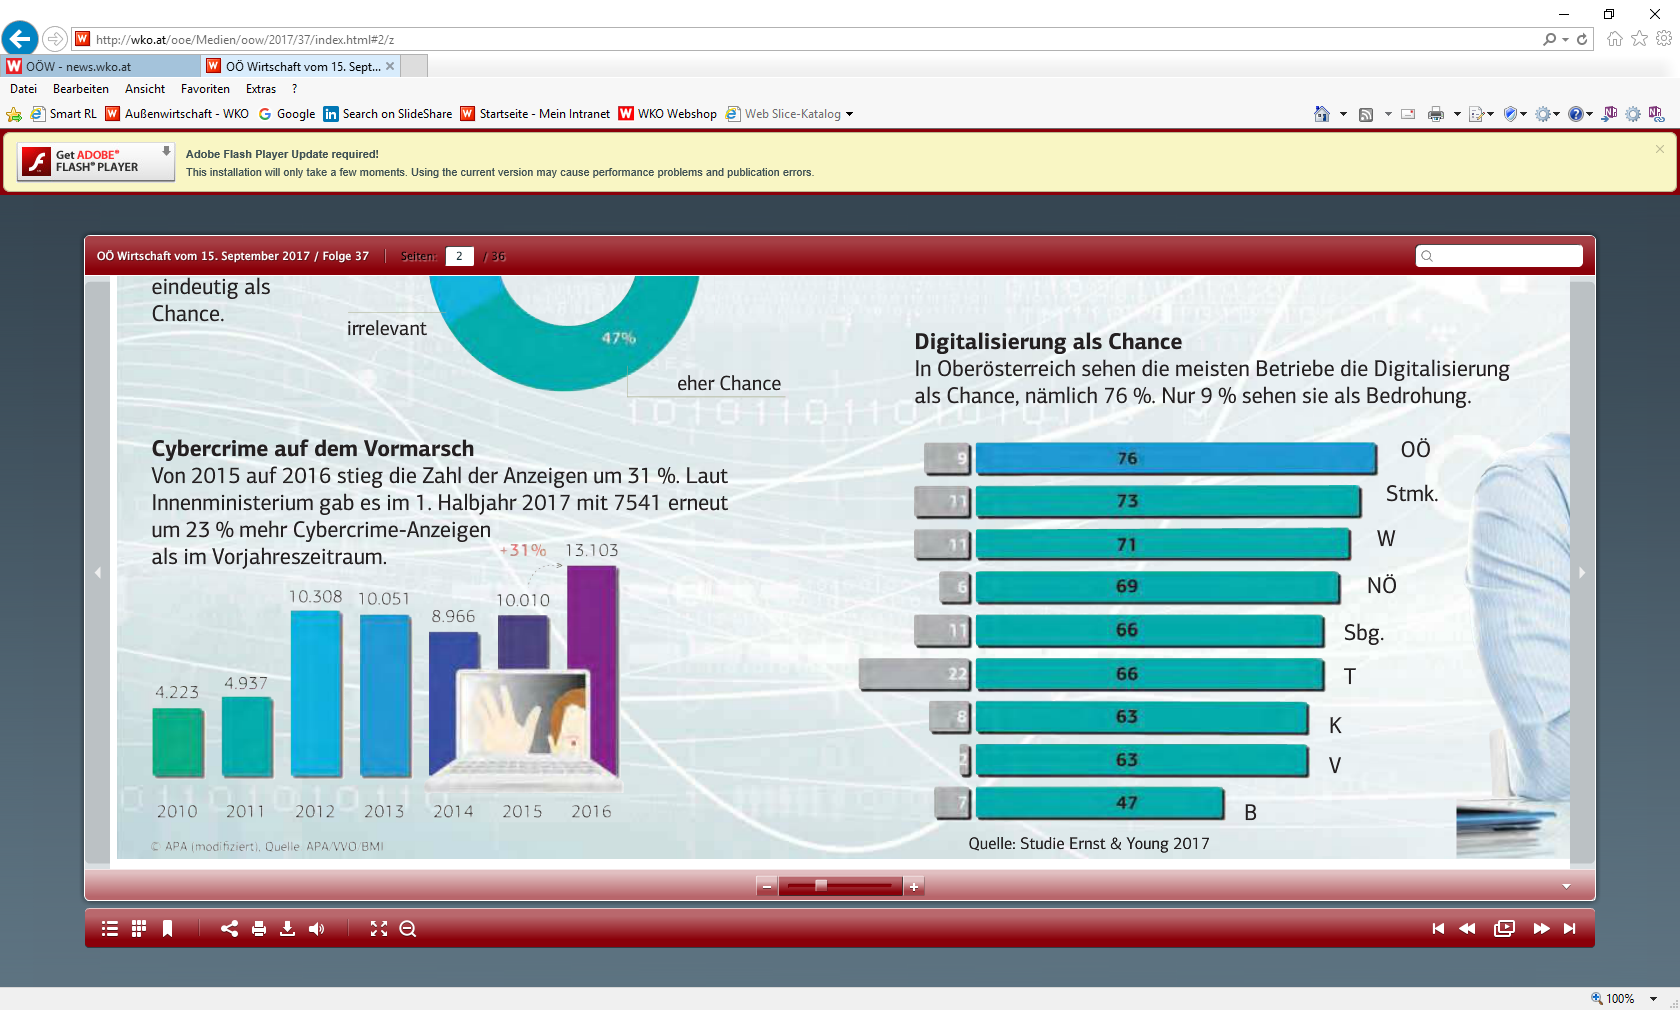 http://wko.at/ooe/Medien/oow/2017/37/index.html#2/z
OÖW - news.wko.at
OÖ Wirtschaft vom 15. Sept...
Datei Bearbeiten Ansicht Favoriten Extras ?
Smart RL Außenwirtschaft - WKO Google Search on SlideShare Startseite - Mein Intranet WKO Webshop Web Slice-Katalog
Get ADOBE®
FLASH® PLAYER
Adobe Flash Player Update required!
This installation will only take a few moments. Using the current version may cause performance problems and publication errors.
OÖ Wirtschaft vom 15. September 2017 / Folge 37 Seiten: 2 / 36
eindeutig als
Chance.
irrelevant
47%
eher Chance
Cybercrime auf dem Vormarsch
Von 2015 auf 2016 stieg die Zahl der Anzeigen um 31 %. Laut
Innenministerium gab es im 1. Halbjahr 2017 mit 7541 erneut
um 23 % mehr Cybercrime-Anzeigen
als im Vorjahreszeitraum.
+31% 13.103
10.308 10.051 8.966 10.010
4.223 4.937
2010 2011 2012 2013 2014 2015 2016
© APA (modifiziert), Quelle: APA/VVO/BMI
Digitalisierung als Chance
In Oberösterreich sehen die meisten Betriebe die Digitalisierung
als Chance, nämlich 76 %. Nur 9 % sehen sie als Bedrohung.
9 76 OÖ
11 73 Stmk.
11 71 W
6 69 NÖ
11 66 Sbg.
22 66 T
8 63 K
2 63 V
7 47 B
Quelle: Studie Ernst & Young 2017
100%